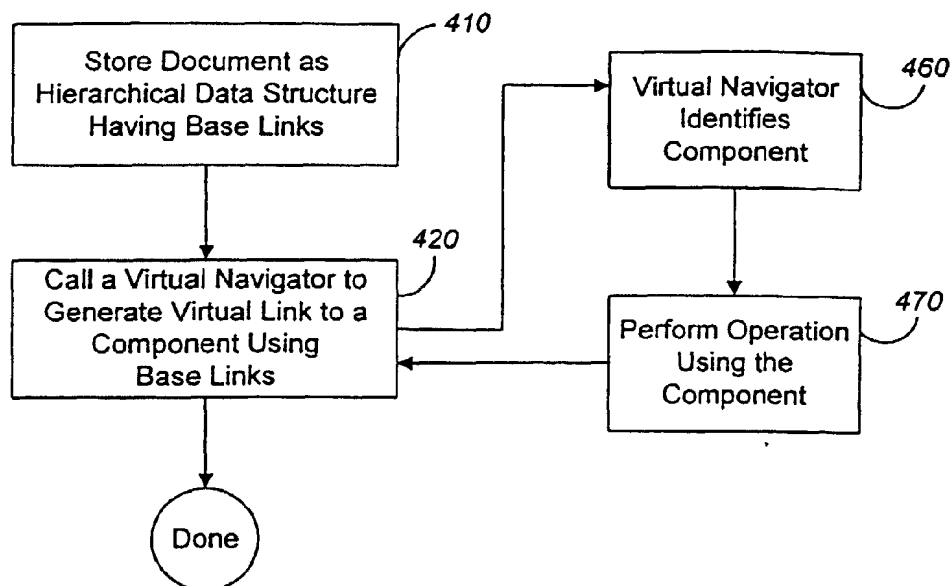 410
Store Document as
Hierarchical Data Structure
Having Base Links
420
Call a Virtual Navigator to
Generate Virtual Link to a
Component Using
Base Links
Done
460
Virtual Navigator
Identifies
Component
470
Perform Operation
Using the
Component